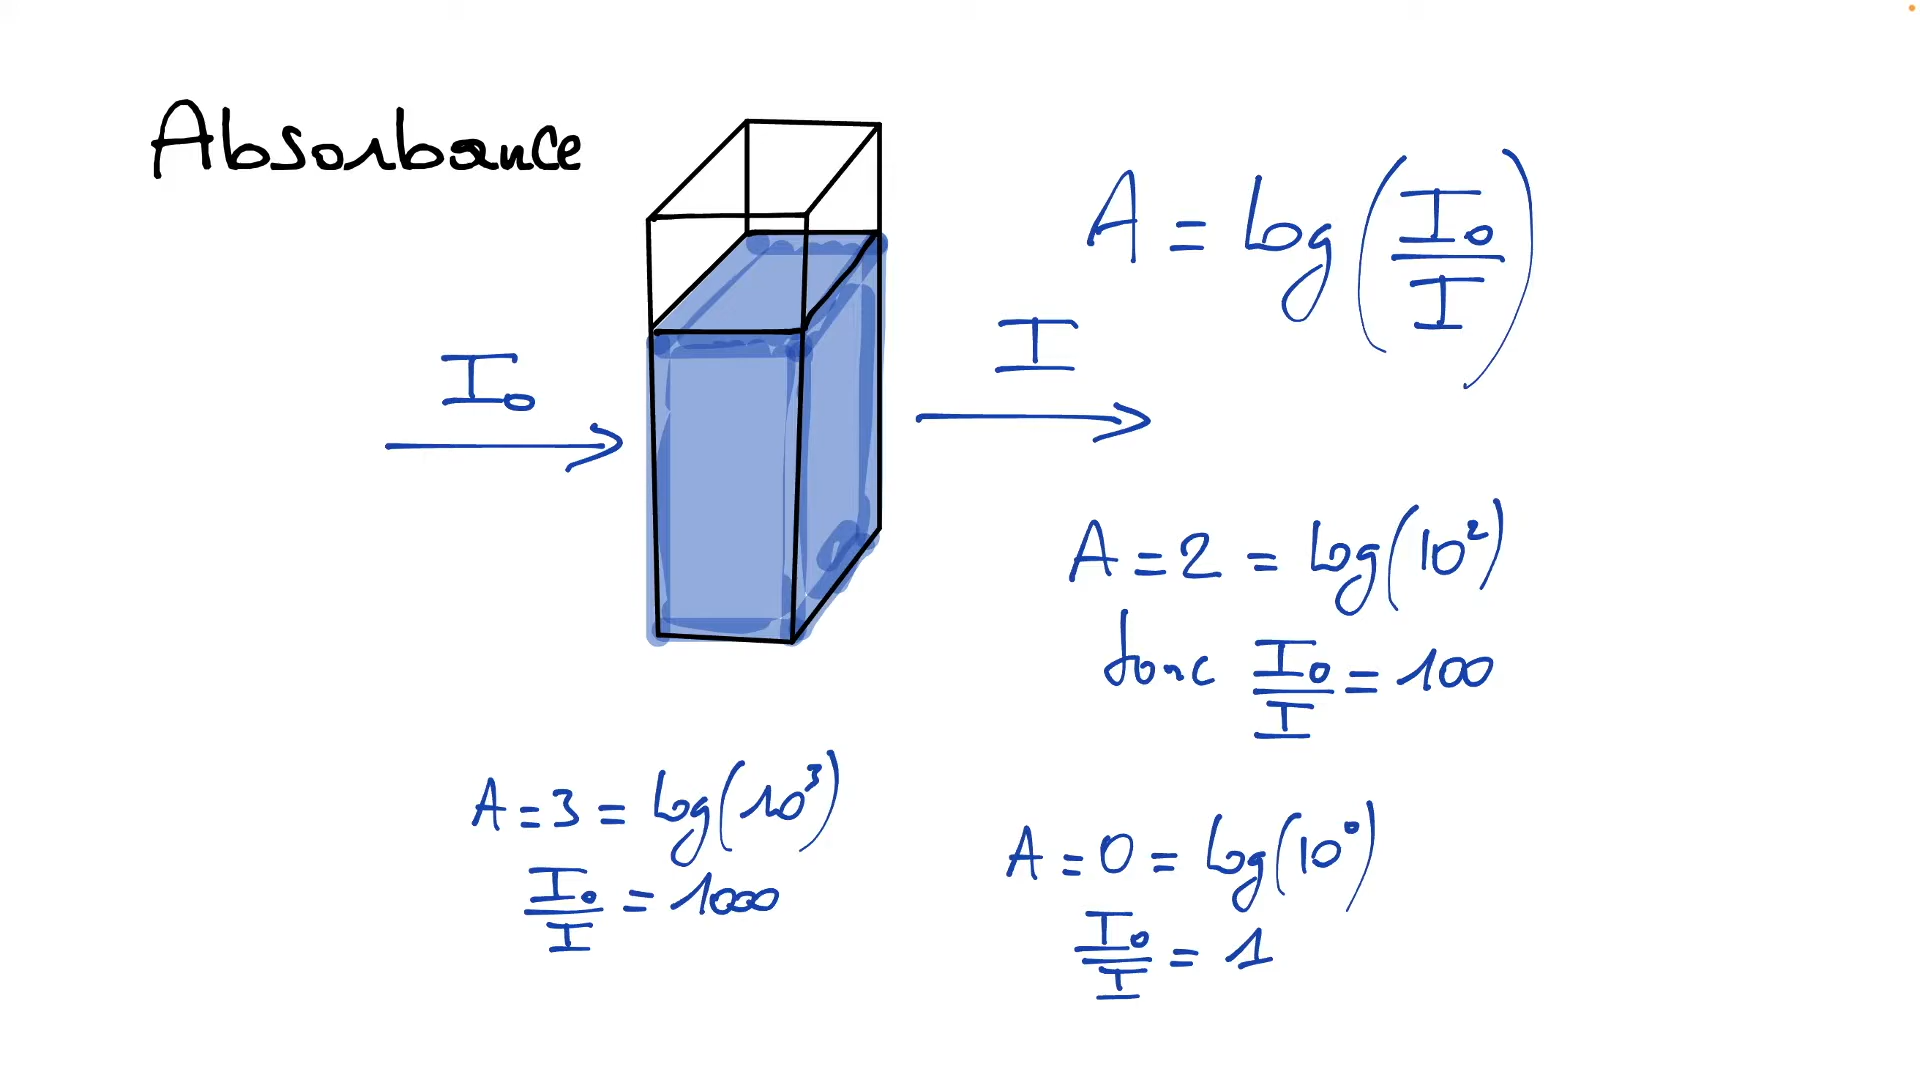 Absorbance
A = log(I₀/I)
I₀
I
A = 2 = log(10²)
donc I₀/I = 100
A = 3 = log(10³)
I₀/I = 1000
A = 0 = log(10⁰)
I₀/I = 1